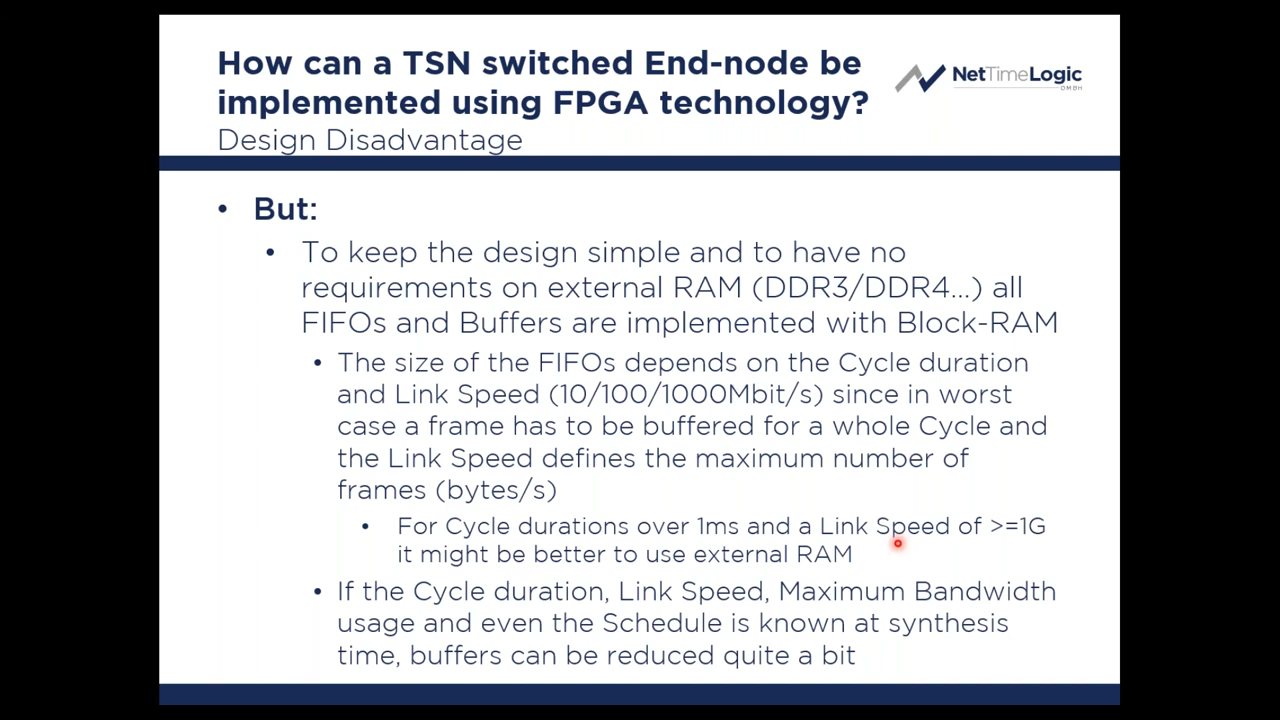 How can a TSN switched End-node be
implemented using FPGA technology?
Design Disadvantage
NetTimeLogic
GMBH
• But:
• To keep the design simple and to have no
requirements on external RAM (DDR3/DDR4...) all
FIFOs and Buffers are implemented with Block-RAM
• The size of the FIFOs depends on the Cycle duration
and Link Speed (10/100/1000Mbit/s) since in worst
case a frame has to be buffered for a whole Cycle and
the Link Speed defines the maximum number of
frames (bytes/s)
• For Cycle durations over 1ms and a Link Speed of >=1G
it might be better to use external RAM
• If the Cycle duration, Link Speed, Maximum Bandwidth
usage and even the Schedule is known at synthesis
time, buffers can be reduced quite a bit